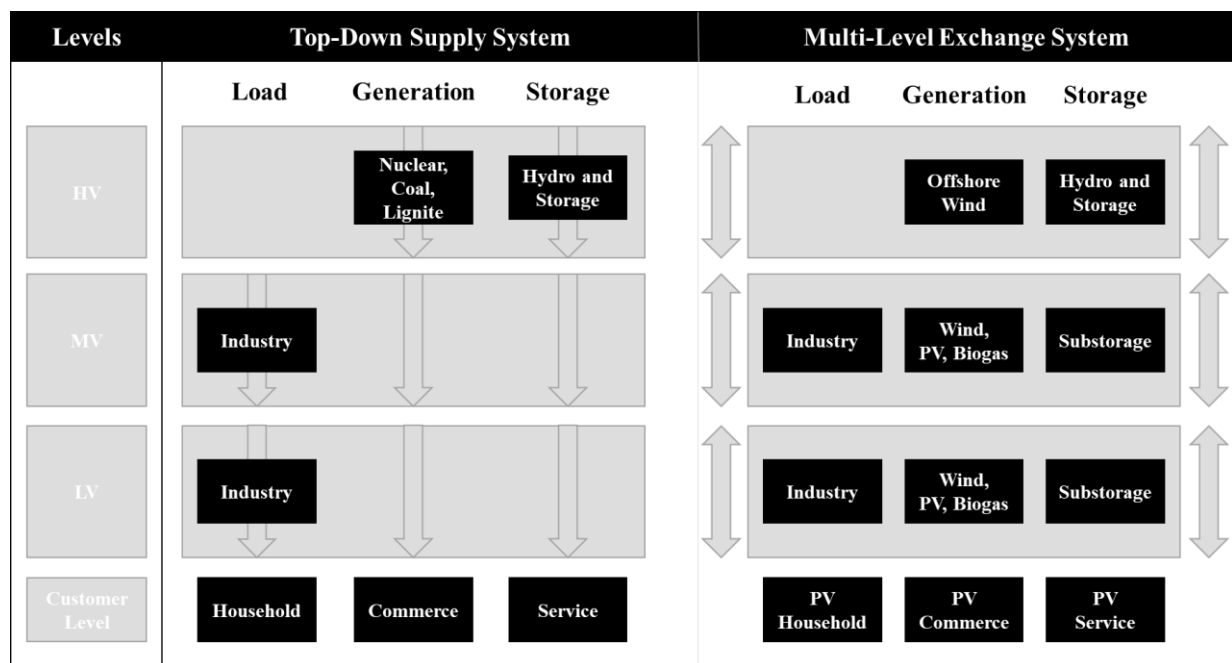 Levels
Top-Down Supply System
Multi-Level Exchange System
Load
Generation
Storage
Load
Generation
Storage
HV
Nuclear,
Coal,
Lignite
Hydro and
Storage
Offshore
Wind
Hydro and
Storage
MV
Industry
Industry
Wind,
PV, Biogas
Substorage
LV
Industry
Industry
Wind,
PV, Biogas
Substorage
Customer
Level
Household
Commerce
Service
PV
Household
PV
Commerce
PV
Service